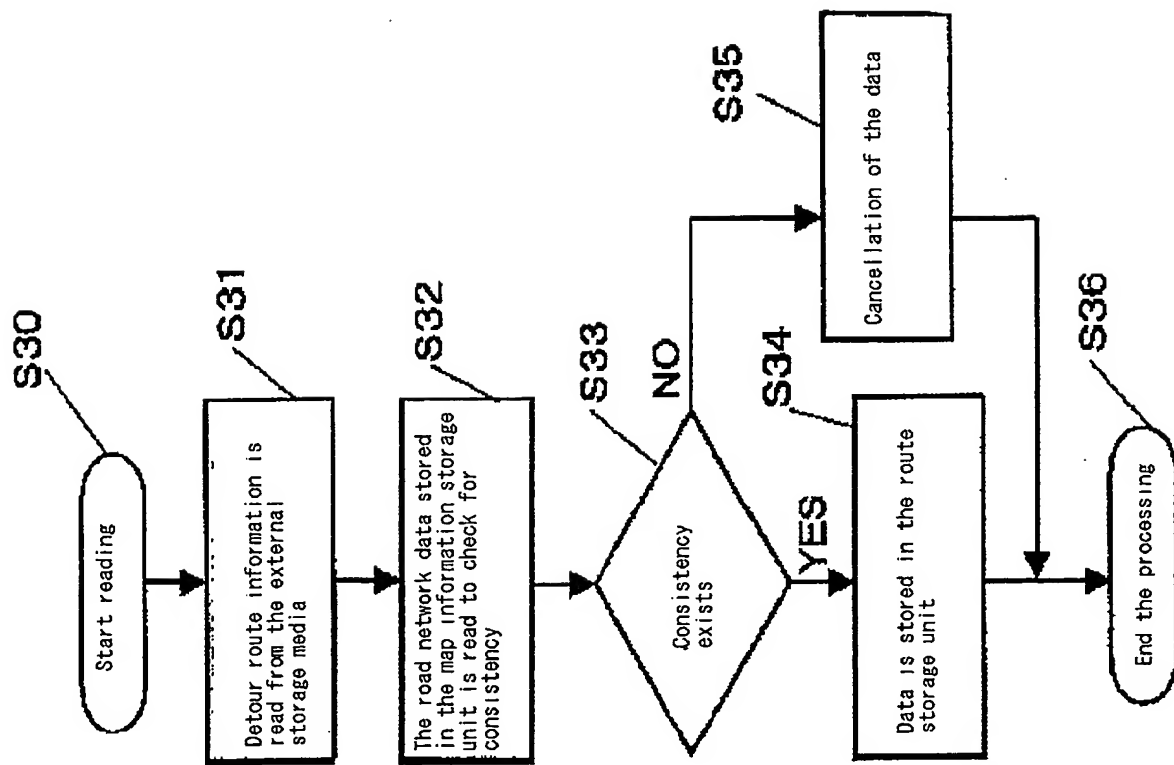 S30
Start reading
S31
Detour route information is
read from the external
storage media
S32
The road network data stored
in the map information storage
unit is read to check for
consistency
S33
Consistency
exists
NO
YES
S34
Data is stored in the route
storage unit
S35
Cancellation of the data
S36
End the processing